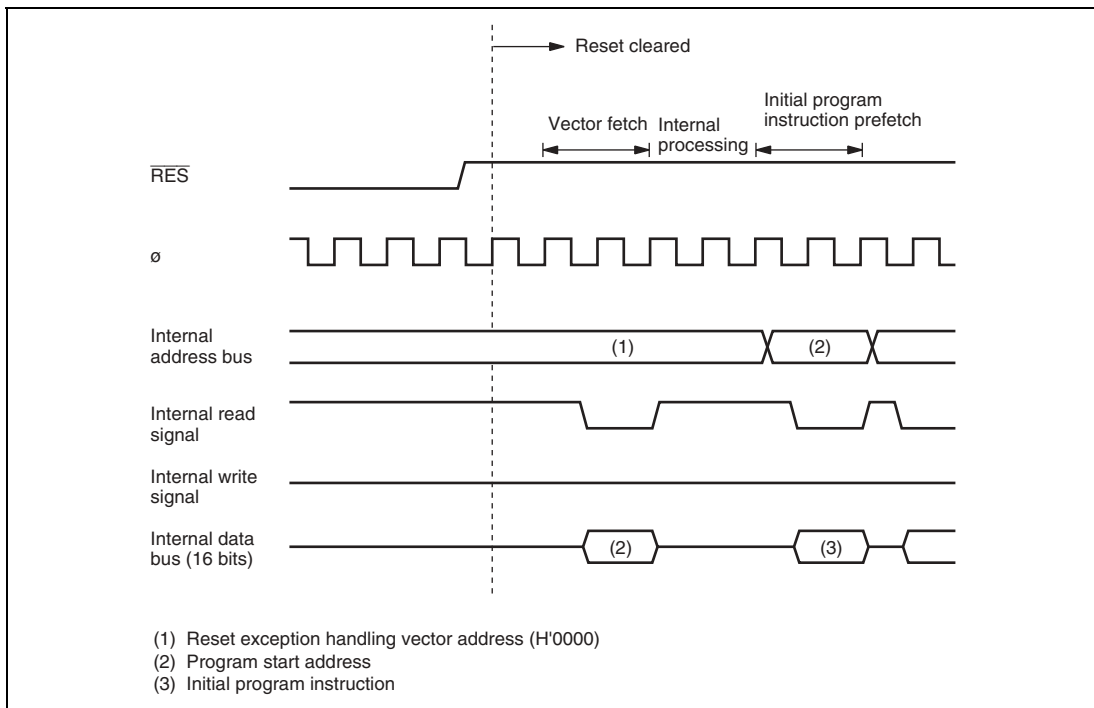 Reset cleared
Vector fetch
Internal
processing
Initial program
instruction prefetch
RES
ø
Internal
address bus
(1)
(2)
Internal read
signal
Internal write
signal
Internal data
bus (16 bits)
(2)
(3)
(1) Reset exception handling vector address (H'0000)
(2) Program start address
(3) Initial program instruction